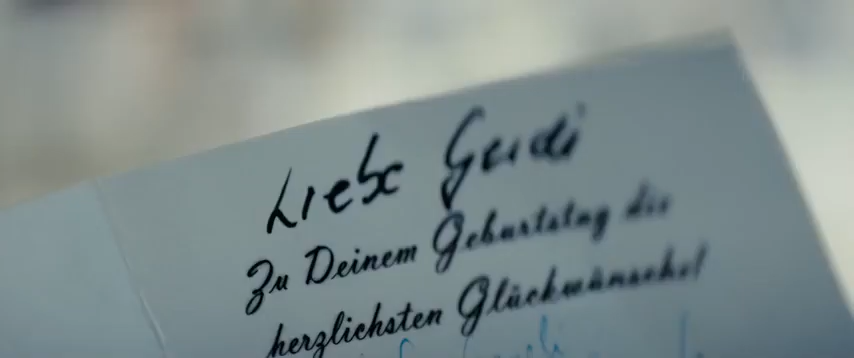 Liebe Gerdi
Zu Deinem Geburtstag die
herzlichsten Glückwünsche!